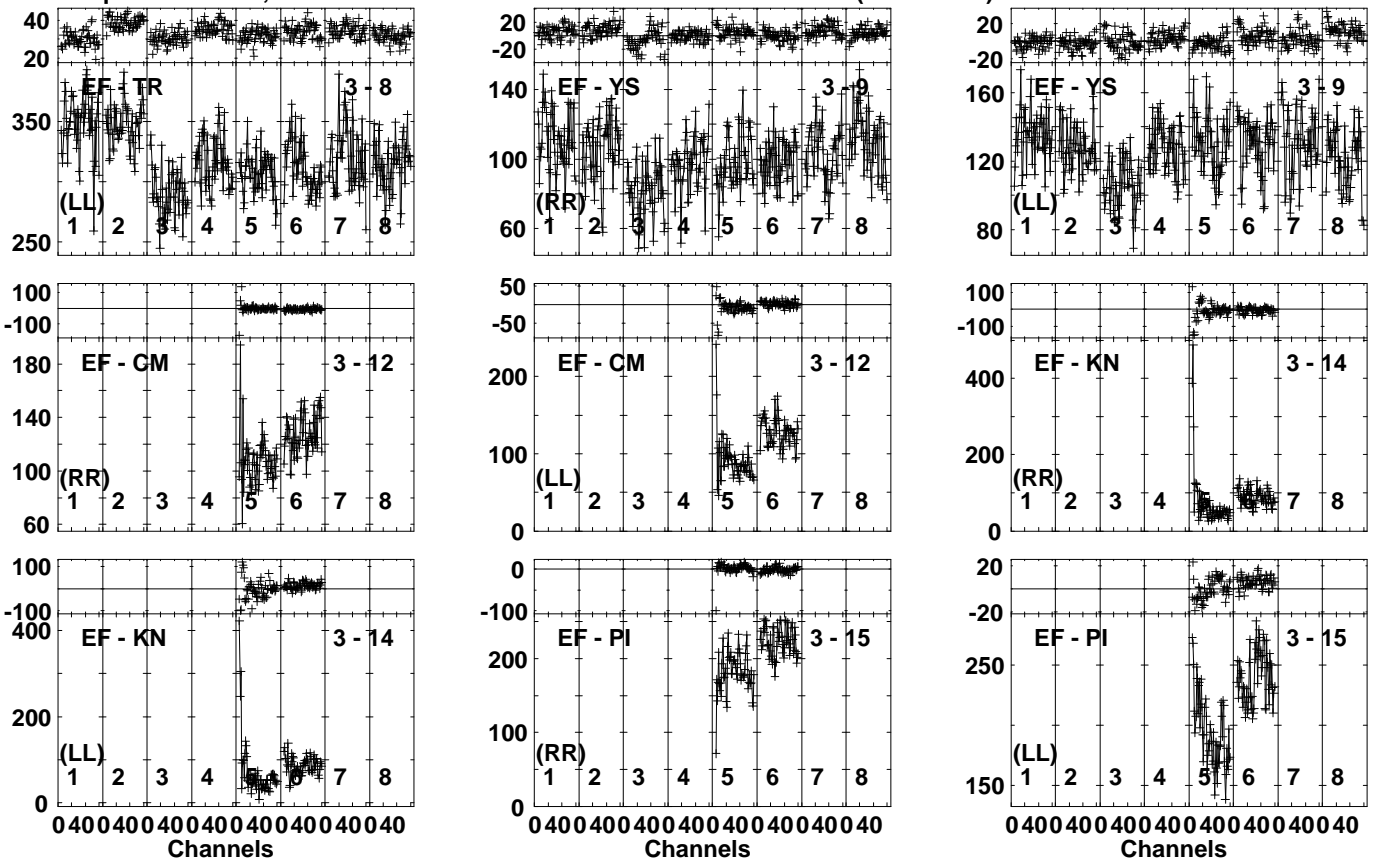 40 20 -20
20
20 -20
EF - TR 3 - 8
350
(LL)
1 2 3 4 5 6 7 8
250
EF - YS 3 - 9
140
100
(RR)
1 2 3 4 5 6 7 8
60
EF - YS 3 - 9
160
120
(LL)
1 2 3 4 5 6 7 8
80
100
-100
EF - CM 3 - 12
180
140
100
(RR)
1 2 3 4 5 6 7 8
60
50
-50
EF - CM 3 - 12
200
100
(LL)
1 2 3 4 5 6 7 8
0
100
-100
EF - KN 3 - 14
400
200
(RR)
1 2 3 4 5 6 7 8
0
100
-100
EF - KN 3 - 14
400
200
(LL)
1 2 3 4 5 6 7 8
0
0
-100
EF - PI 3 - 15
200
100
(RR)
1 2 3 4 5 6 7 8
0
20
-20
EF - PI 3 - 15
250
(LL)
1 2 3 4 5 6 7 8
150
0 40 0 40 0 40 0 40 0 40 0 40 0 40 0 40
Channels
0 40 0 40 0 40 0 40 0 40 0 40 0 40 0 40
Channels
0 40 0 40 0 40 0 40 0 40 0 40 0 40 0 40
Channels